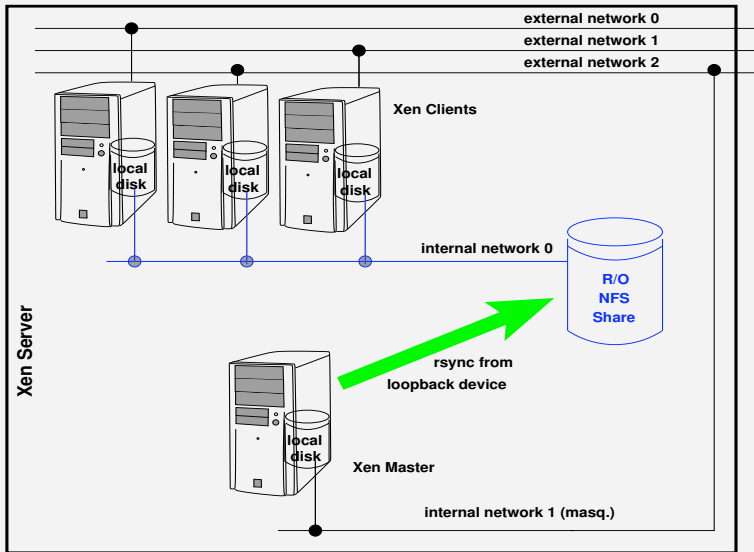 external network 0
external network 1
external network 2
Xen Clients
local
disk
local
disk
local
disk
internal network 0
R/O
NFS
Share
Xen Server
rsync from
loopback device
local
disk
Xen Master
internal network 1 (masq.)